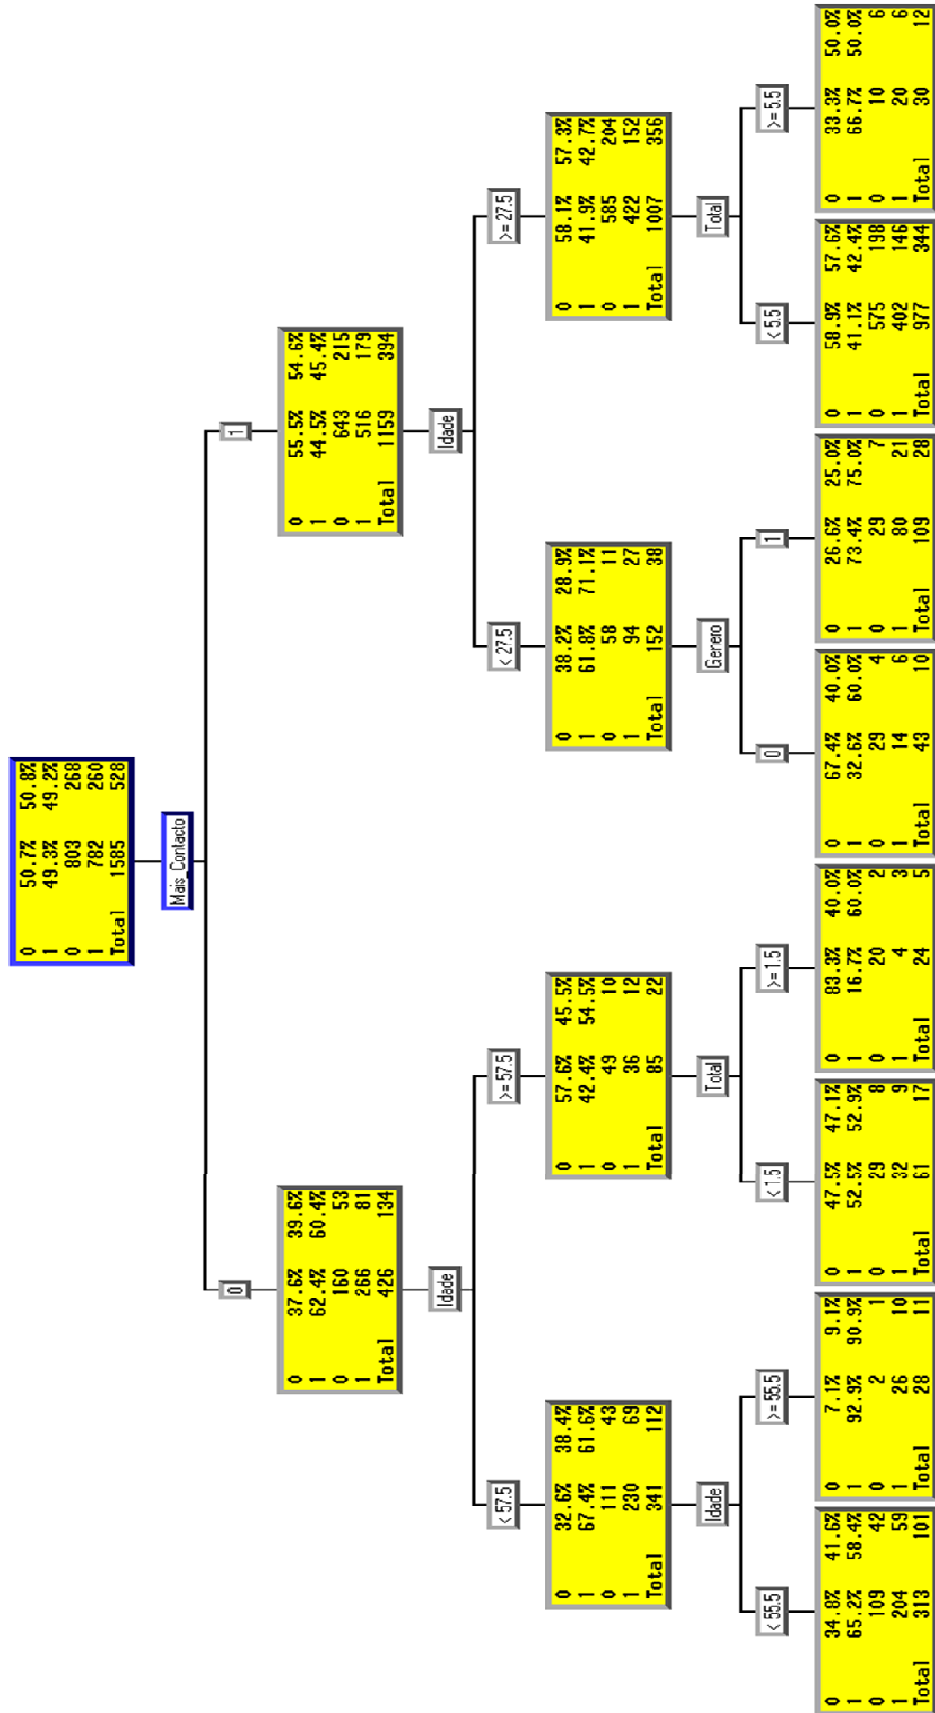 0 50.7% 50.8%
1 49.3% 49.2%
0 803 268
1 782 260
Total 1585 528
Mais_Contacto
0
1
0 37.6% 39.6%
1 62.4% 60.4%
0 160 53
1 266 81
Total 426 134
0 55.5% 54.6%
1 44.5% 45.4%
0 643 215
1 516 179
Total 1159 394
Idade
Idade
< 57.5
>= 57.5
< 27.5
>= 27.5
0 32.6% 38.4%
1 67.4% 61.6%
0 111 43
1 230 69
Total 341 112
0 57.6% 45.5%
1 42.4% 54.5%
0 49 10
1 36 12
Total 85 22
0 38.2% 28.9%
1 61.8% 71.1%
0 58 11
1 94 27
Total 152 38
0 58.1% 57.3%
1 41.9% 42.7%
0 585 204
1 422 152
Total 1007 356
Idade
Total
Genero
Total
< 55.5
>= 55.5
< 1.5
>= 1.5
0
1
< 5.5
>= 5.5
0 34.8% 41.6%
1 65.2% 58.4%
0 109 42
1 204 59
Total 313 101
0 7.1% 9.1%
1 92.9% 90.9%
0 2 1
1 26 10
Total 28 11
0 47.5% 47.1%
1 52.5% 52.9%
0 29 8
1 32 9
Total 61 17
0 83.3% 40.0%
1 16.7% 60.0%
0 20 2
1 4 3
Total 24 5
0 67.4% 40.0%
1 32.6% 60.0%
0 29 4
1 14 6
Total 43 10
0 26.6% 25.0%
1 73.4% 75.0%
0 29 7
1 80 21
Total 109 28
0 58.9% 57.6%
1 41.1% 42.4%
0 575 198
1 402 146
Total 977 344
0 33.3% 50.0%
1 66.7% 50.0%
0 10 6
1 20 6
Total 30 12